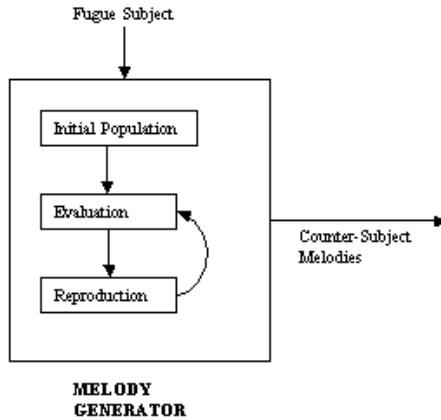 Fugue Subject
Initial Population
Evaluation
Reproduction
Counter-Subject
Melodies
MELODY
GENERATOR